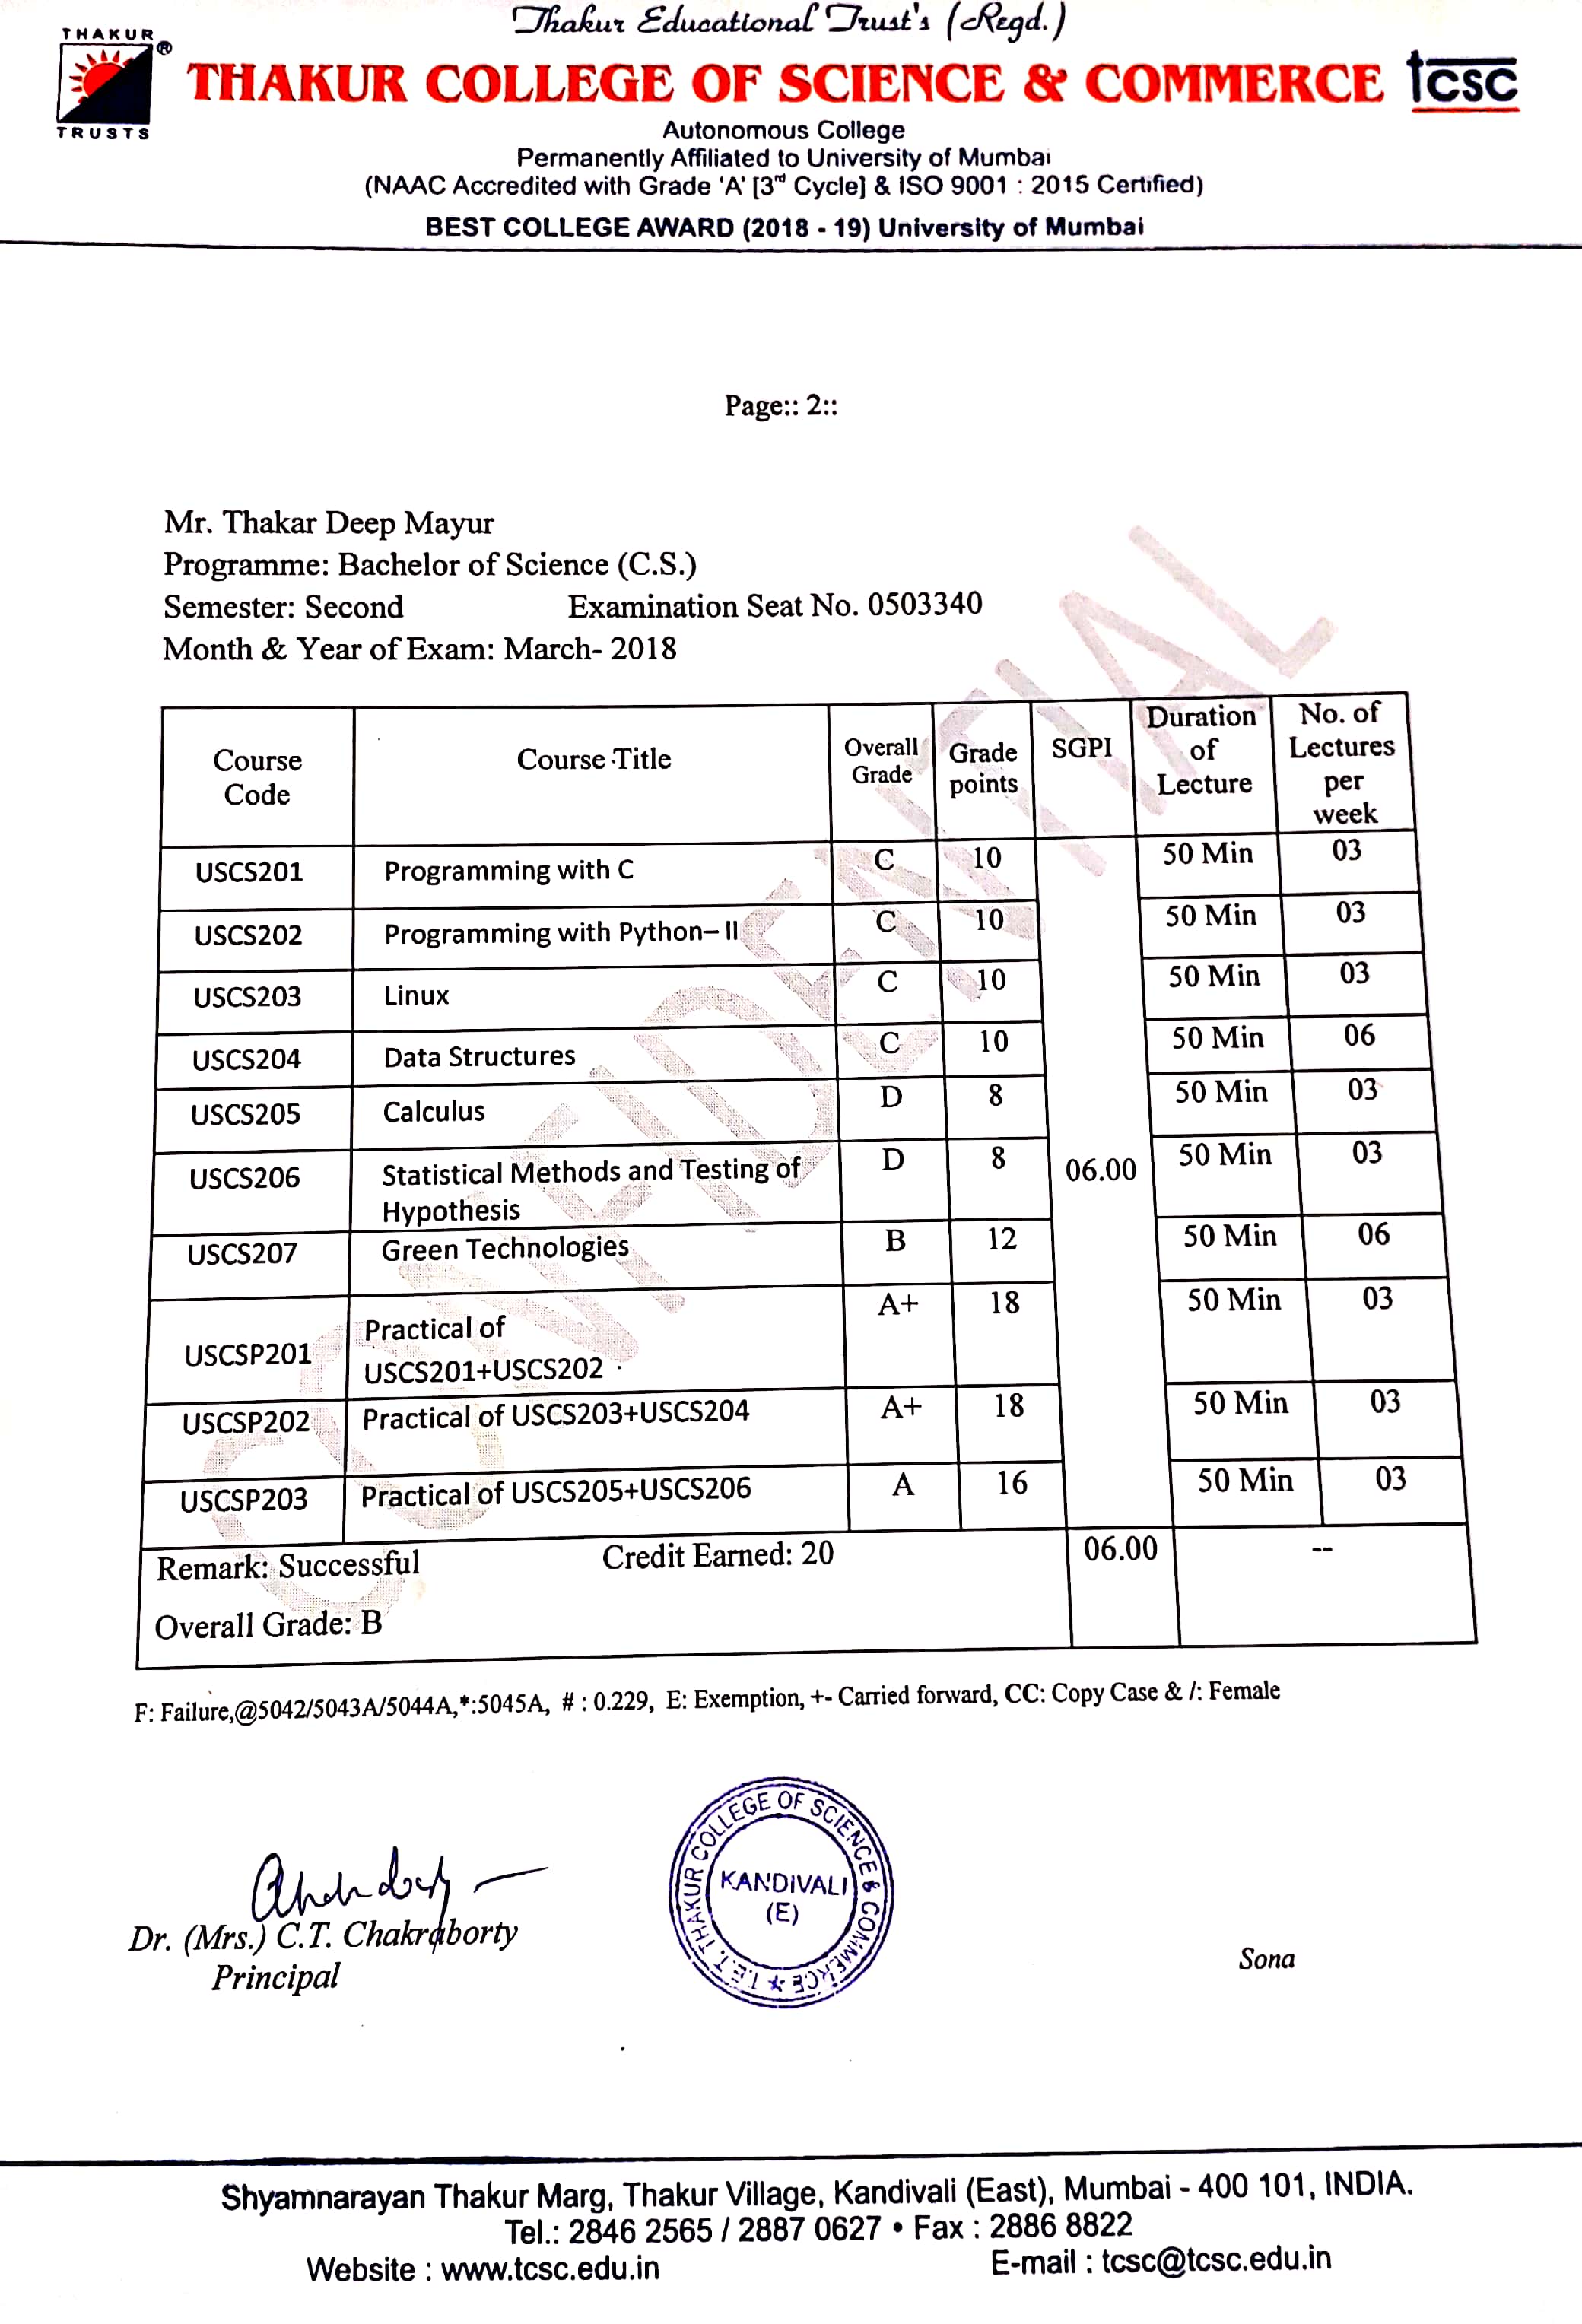 THAKUR
TRUSTS
®
Thakur Educational Trust's (Regd.)
THAKUR COLLEGE OF SCIENCE & COMMERCE
tcsc
Autonomous College
Permanently Affiliated to University of Mumbai
(NAAC Accredited with Grade 'A' [3rd Cycle] & ISO 9001 : 2015 Certified)
BEST COLLEGE AWARD (2018 - 19) University of Mumbai
Page:: 2::
Mr. Thakar Deep Mayur
Programme: Bachelor of Science (C.S.)
Semester: Second Examination Seat No. 0503340
Month & Year of Exam: March- 2018
CONFIDENTIAL
Course Code Course Title Overall Grade Grade points SGPI Duration of Lecture No. of Lectures per week
USCS201 Programming with C C 10 50 Min 03
USCS202 Programming with Python– II C 10 50 Min 03
USCS203 Linux C 10 50 Min 03
USCS204 Data Structures C 10 50 Min 06
USCS205 Calculus D 8 50 Min 03
USCS206 Statistical Methods and Testing of Hypothesis D 8 06.00 50 Min 03
USCS207 Green Technologies B 12 50 Min 06
USCSP201 Practical of USCS201+USCS202 A+ 18 50 Min 03
USCSP202 Practical of USCS203+USCS204 A+ 18 50 Min 03
USCSP203 Practical of USCS205+USCS206 A 16 50 Min 03
Remark: Successful Credit Earned: 20 06.00 --
Overall Grade: B
F: Failure,@5042/5043A/5044A,*:5045A, # : 0.229, E: Exemption, +- Carried forward, CC: Copy Case & /: Female
Dr. (Mrs.) C.T. Chakraborty
Principal
T.E.T. THAKUR COLLEGE OF SCIENCE & COMMERCE ★
KANDIVALI
(E)
Sona
Shyamnarayan Thakur Marg, Thakur Village, Kandivali (East), Mumbai - 400 101, INDIA.
Tel.: 2846 2565 / 2887 0627 • Fax : 2886 8822
Website : www.tcsc.edu.in E-mail : tcsc@tcsc.edu.in